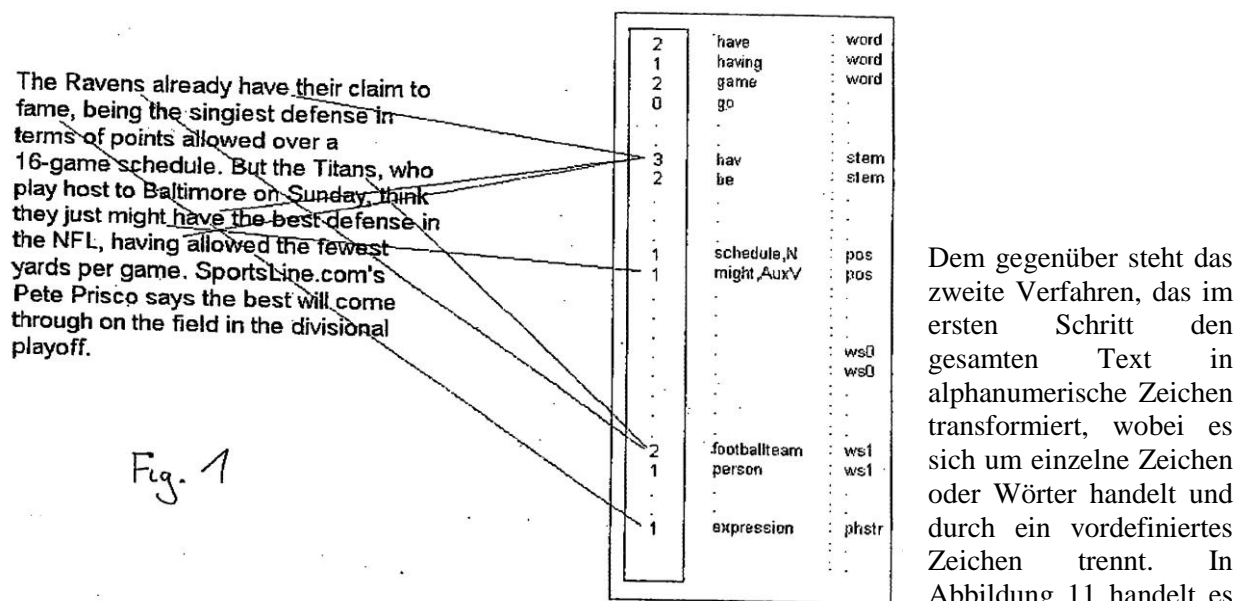 The Ravens already have their claim to
fame, being the singiest defense in
terms of points allowed over a
16-game schedule. But the Titans, who
play host to Baltimore on Sunday, think
they just might have the best defense in
the NFL, having allowed the fewest
yards per game. SportsLine.com's
Pete Prisco says the best will come
through on the field in the divisional
playoff.
Fig. 1
2 have : word
1 having : word
2 game : word
0 go :
3 hav : stem
2 be : stem
1 schedule,N : pos
1 might,AuxV : pos
: ws0
: ws0
2 footballteam : ws1
1 person : ws1
1 expression : phstr
Dem gegenüber steht das
zweite Verfahren, das im
ersten Schritt den
gesamten Text in
alphanumerische Zeichen
transformiert, wobei es
sich um einzelne Zeichen
oder Wörter handelt und
durch ein vordefiniertes
Zeichen trennt. In
Abbildung 11 handelt es